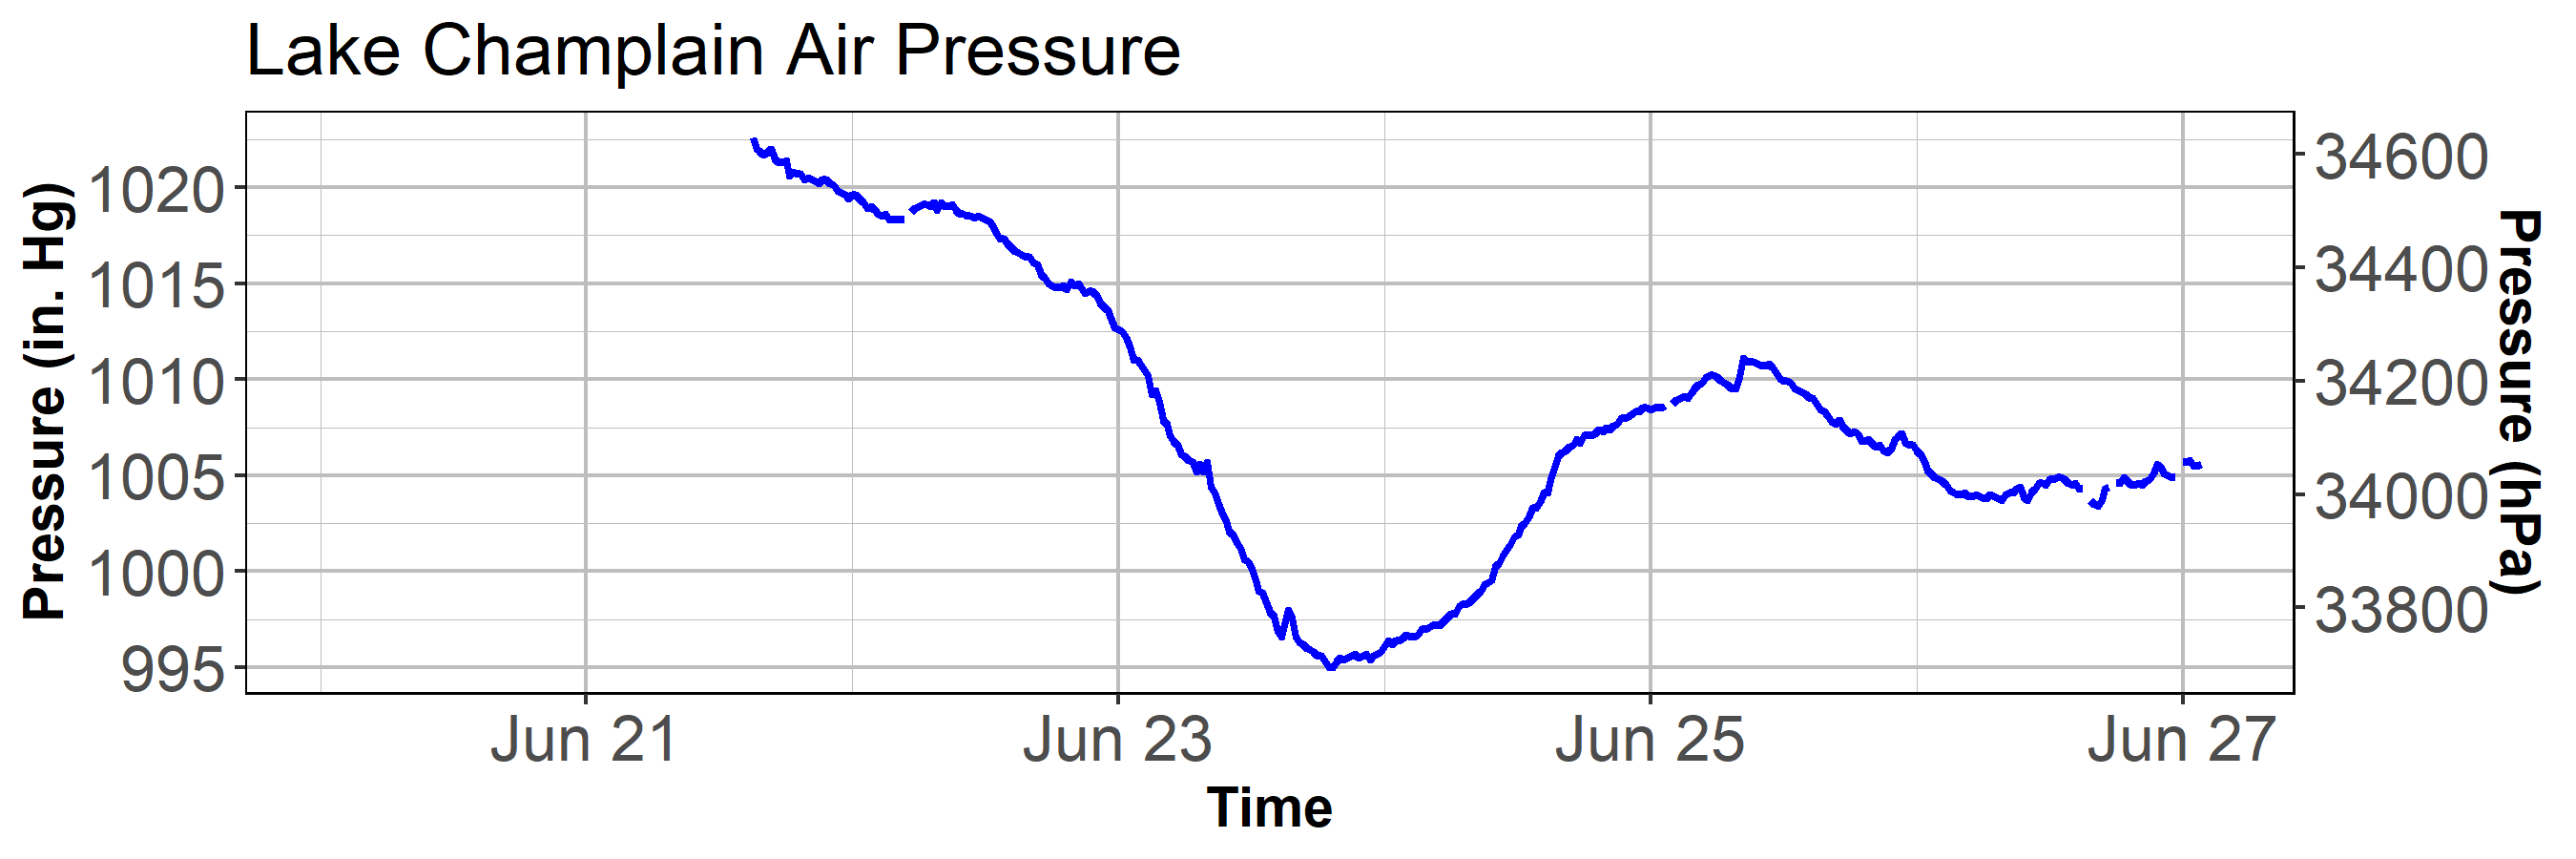 Lake Champlain Air Pressure
Pressure (in. Hg)
1020
1015
1010
1005
1000
995
34600
34400
34200
34000
33800
Pressure (hPa)
Jun 21
Jun 23
Jun 25
Jun 27
Time